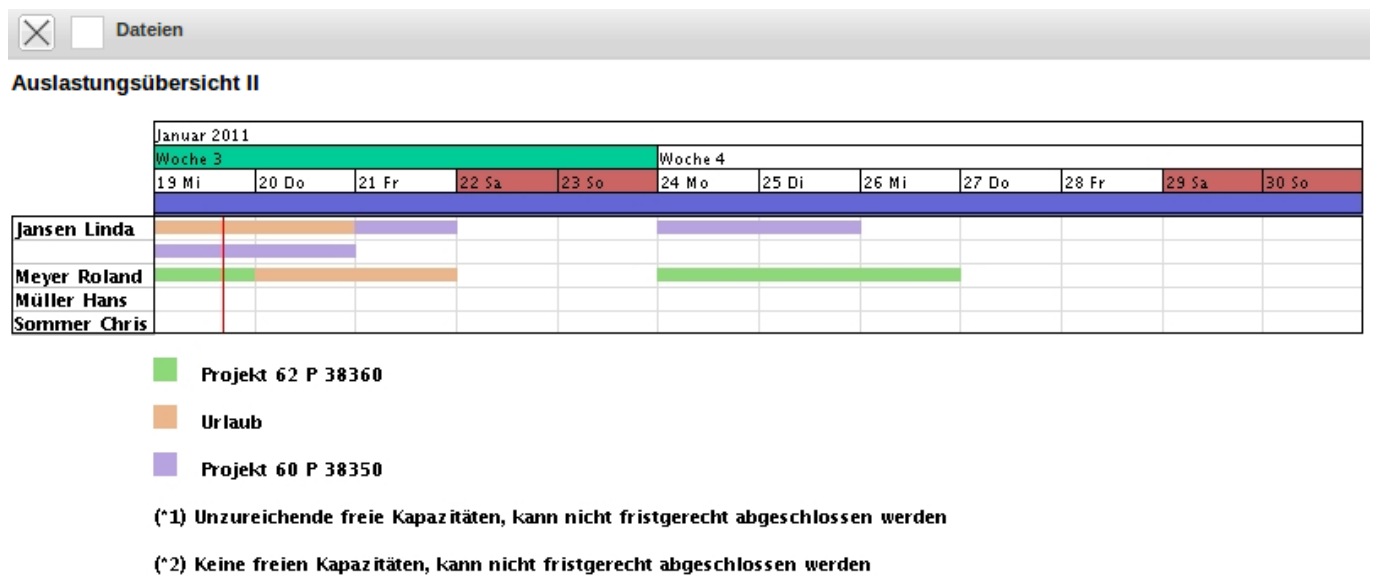 Dateien
Auslastungsübersicht II
Januar 2011
Woche 3 Woche 4
19 Mi 20 Do 21 Fr 22 Sa 23 So 24 Mo 25 Di 26 Mi 27 Do 28 Fr 29 Sa 30 So
Jansen Linda
Meyer Roland
Müller Hans
Sommer Chris
Projekt 62 P 38360
Urlaub
Projekt 60 P 38350
(*1) Unzureichende freie Kapazitäten, kann nicht fristgerecht abgeschlossen werden
(*2) Keine freien Kapazitäten, kann nicht fristgerecht abgeschlossen werden